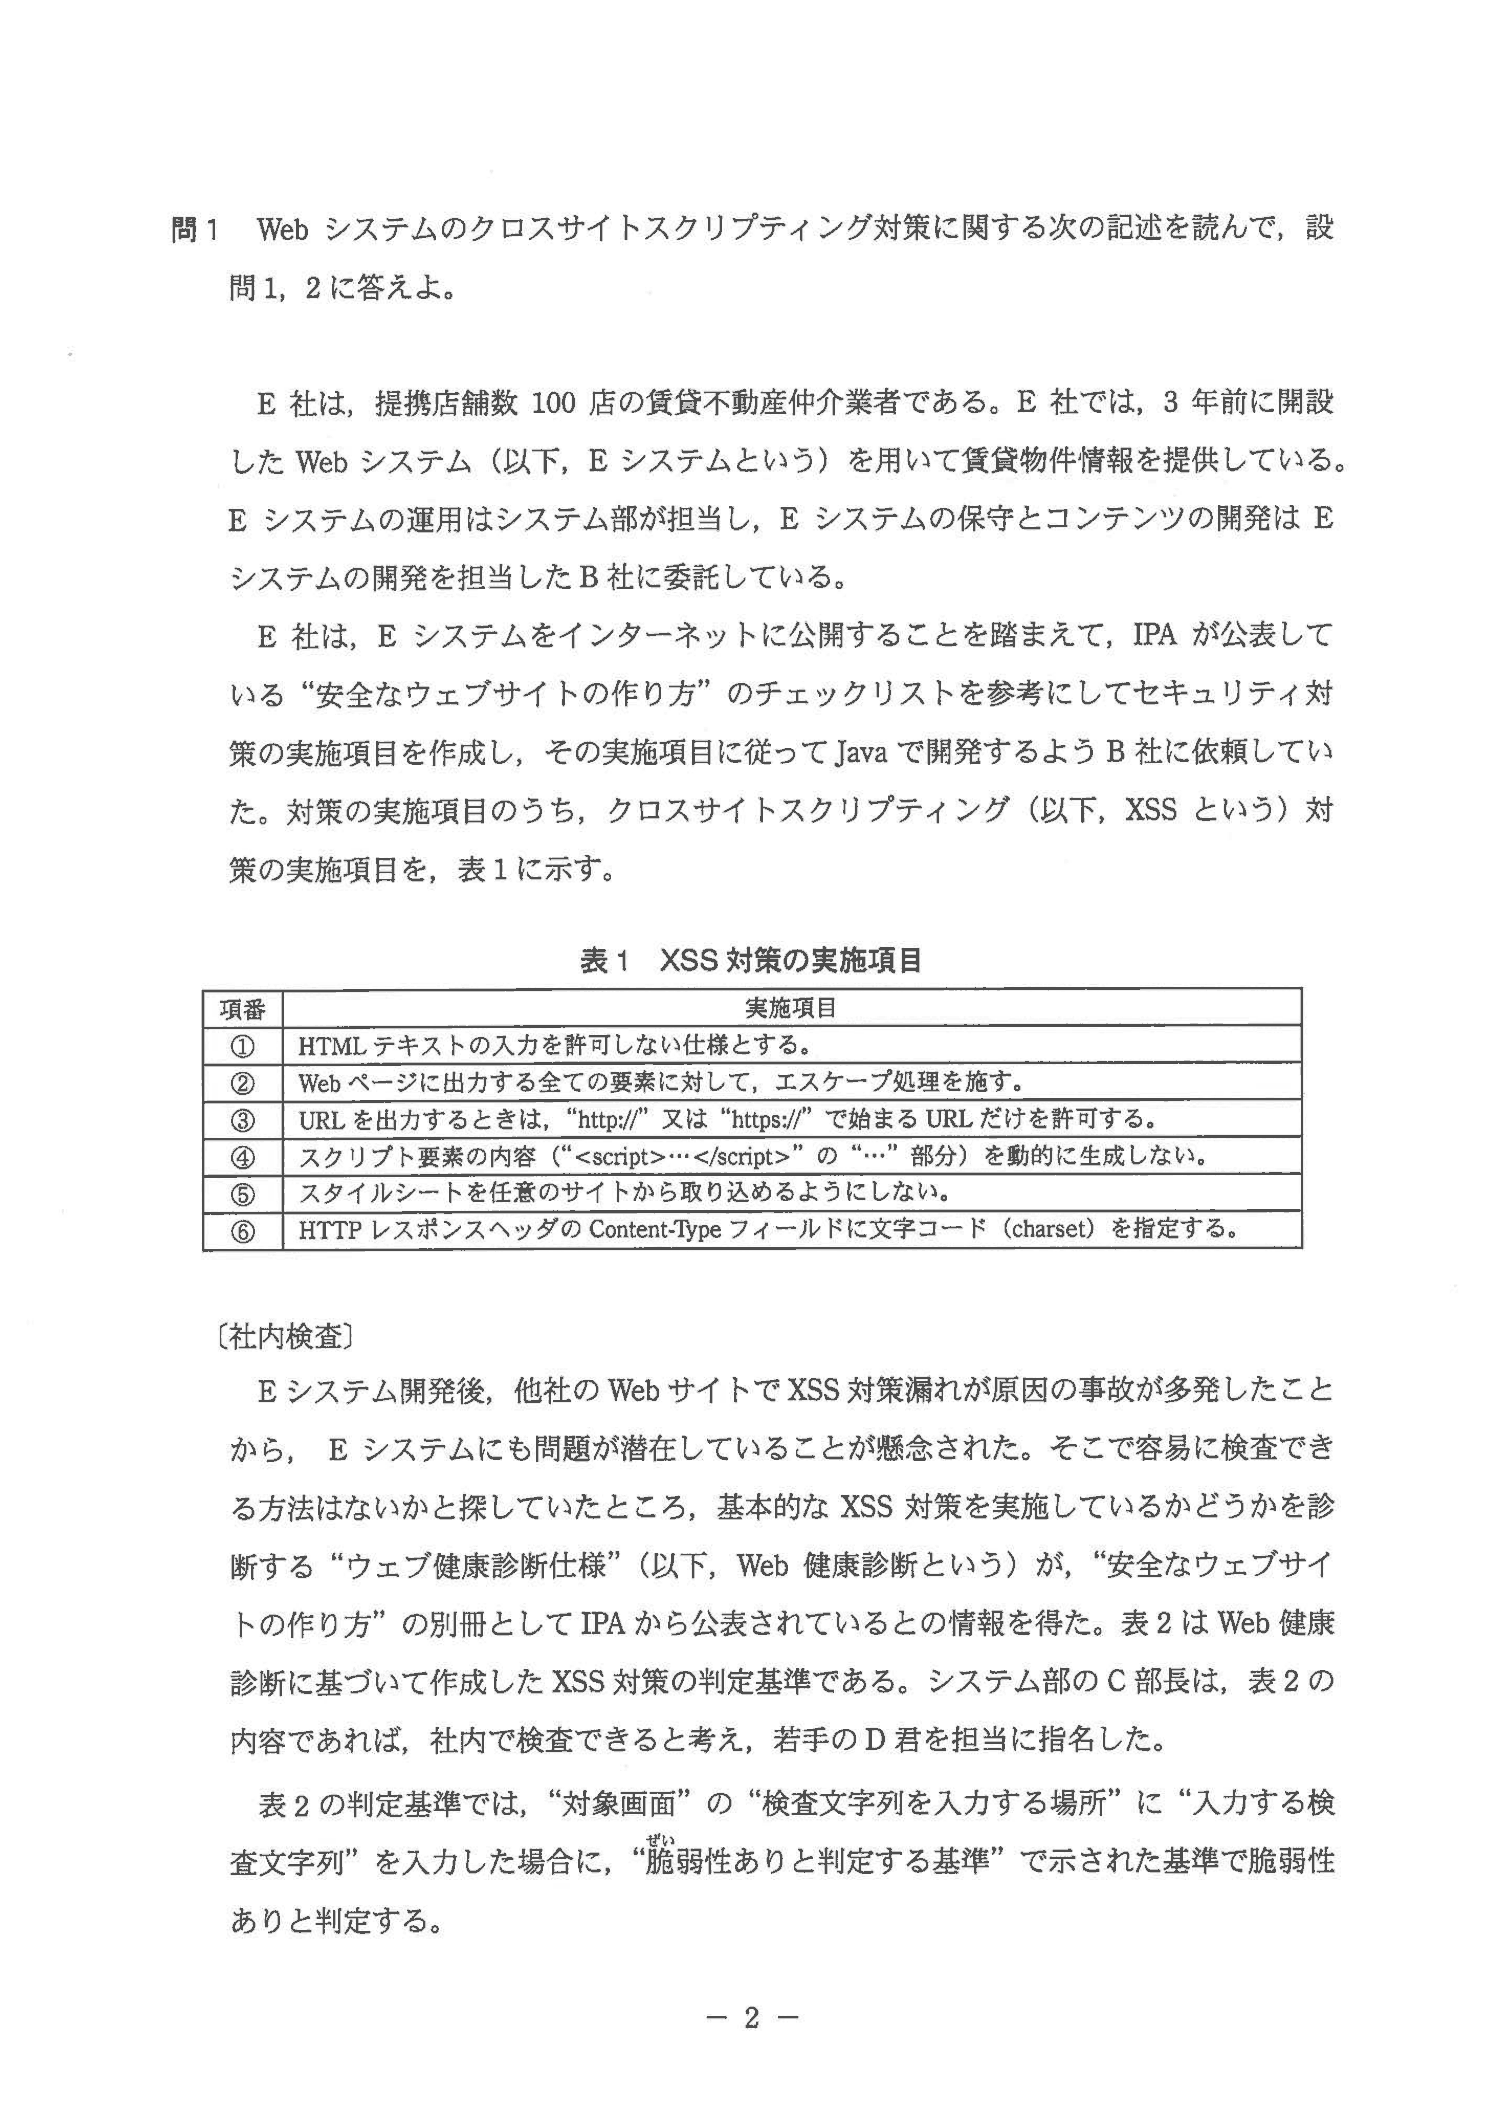 問1 Web システムのクロスサイトスクリプティング対策に関する次の記述を読んで，設
問1，2に答えよ。
E 社は，提携店舗数 100 店の賃貸不動産仲介業者である。E 社では，3 年前に開設
した Web システム（以下，E システムという）を用いて賃貸物件情報を提供している。
E システムの運用はシステム部が担当し，E システムの保守とコンテンツの開発は E
システムの開発を担当した B 社に委託している。
E 社は，E システムをインターネットに公開することを踏まえて，IPA が公表して
いる“安全なウェブサイトの作り方”のチェックリストを参考にしてセキュリティ対
策の実施項目を作成し，その実施項目に従って Java で開発するよう B 社に依頼してい
た。対策の実施項目のうち，クロスサイトスクリプティング（以下，XSS という）対
策の実施項目を，表1に示す。
表1 XSS 対策の実施項目
項番 実施項目
① HTML テキストの入力を許可しない仕様とする。
② Web ページに出力する全ての要素に対して，エスケープ処理を施す。
③ URL を出力するときは，“http://” 又は “https://” で始まる URL だけを許可する。
④ スクリプト要素の内容（“<script>…</script>” の “…” 部分）を動的に生成しない。
⑤ スタイルシートを任意のサイトから取り込めるようにしない。
⑥ HTTP レスポンスヘッダの Content-Type フィールドに文字コード（charset）を指定する。
〔社内検査〕
E システム開発後，他社の Web サイトで XSS 対策漏れが原因の事故が多発したこと
から， E システムにも問題が潜在していることが懸念された。そこで容易に検査でき
る方法はないかと探していたところ，基本的な XSS 対策を実施しているかどうかを診
断する“ウェブ健康診断仕様”（以下，Web 健康診断という）が，“安全なウェブサイ
トの作り方” の別冊として IPA から公表されているとの情報を得た。表 2 は Web 健康
診断に基づいて作成した XSS 対策の判定基準である。システム部の C 部長は，表 2 の
内容であれば，社内で検査できると考え，若手の D 君を担当に指名した。
表 2 の判定基準では，“対象画面” の “検査文字列を入力する場所” に “入力する検
ぜい
査文字列” を入力した場合に，“脆弱性ありと判定する基準” で示された基準で脆弱性
ありと判定する。
－ 2 －